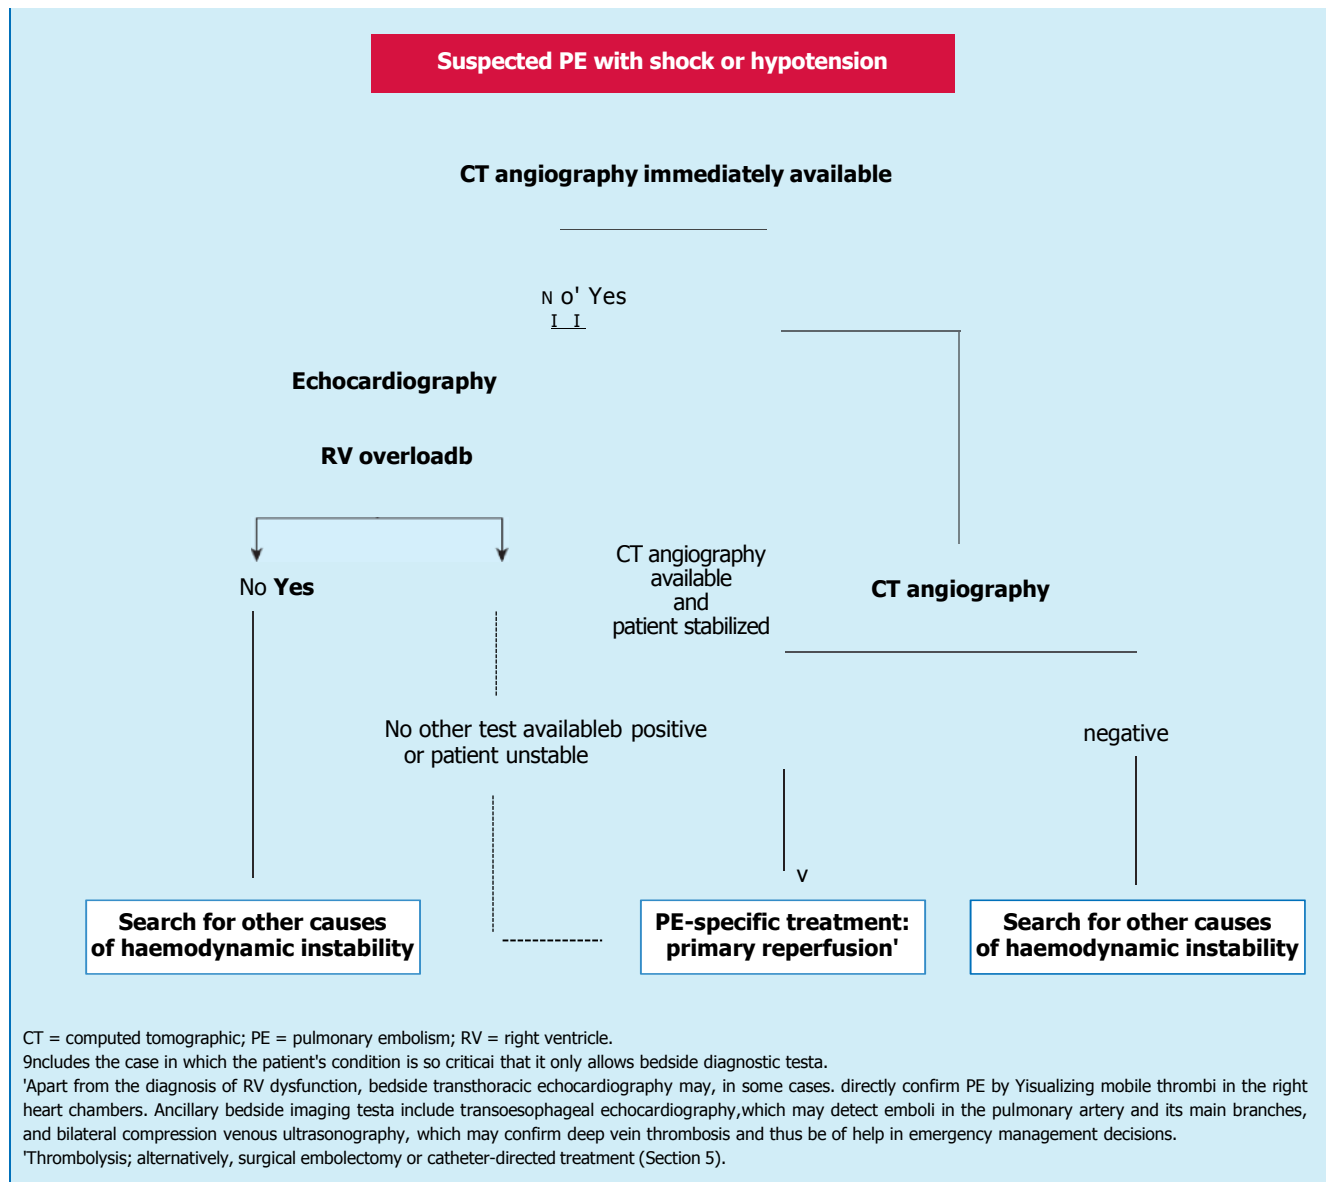 Suspected PE with shock or hypotension
CT angiography immediately available
N o' Yes
I I
Echocardiography
RV overloadb
No Yes
CT angiography
available
and
patient stabilized
CT angiography
No other test availableb positive
or patient unstable
negative
v
Search for other causes
of haemodynamic instability
PE-specific treatment:
primary reperfusion'
Search for other causes
of haemodynamic instability
CT = computed tomographic; PE = pulmonary embolism; RV = right ventricle.
9ncludes the case in which the patient's condition is so criticai that it only allows bedside diagnostic testa.
'Apart from the diagnosis of RV dysfunction, bedside transthoracic echocardiography may, in some cases. directly confirm PE by Yisualizing mobile thrombi in the right
heart chambers. Ancillary bedside imaging testa include transoesophageal echocardiography,which may detect emboli in the pulmonary artery and its main branches,
and bilateral compression venous ultrasonography, which may confirm deep vein thrombosis and thus be of help in emergency management decisions.
'Thrombolysis; alternatively, surgical embolectomy or catheter-directed treatment (Section 5).